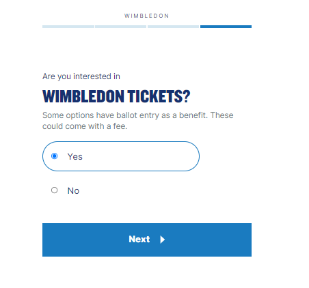 WIMBLEDON
Are you interested in
WIMBLEDON TICKETS?
Some options have ballot entry as a benefit. These
could come with a fee.
Yes
No
Next